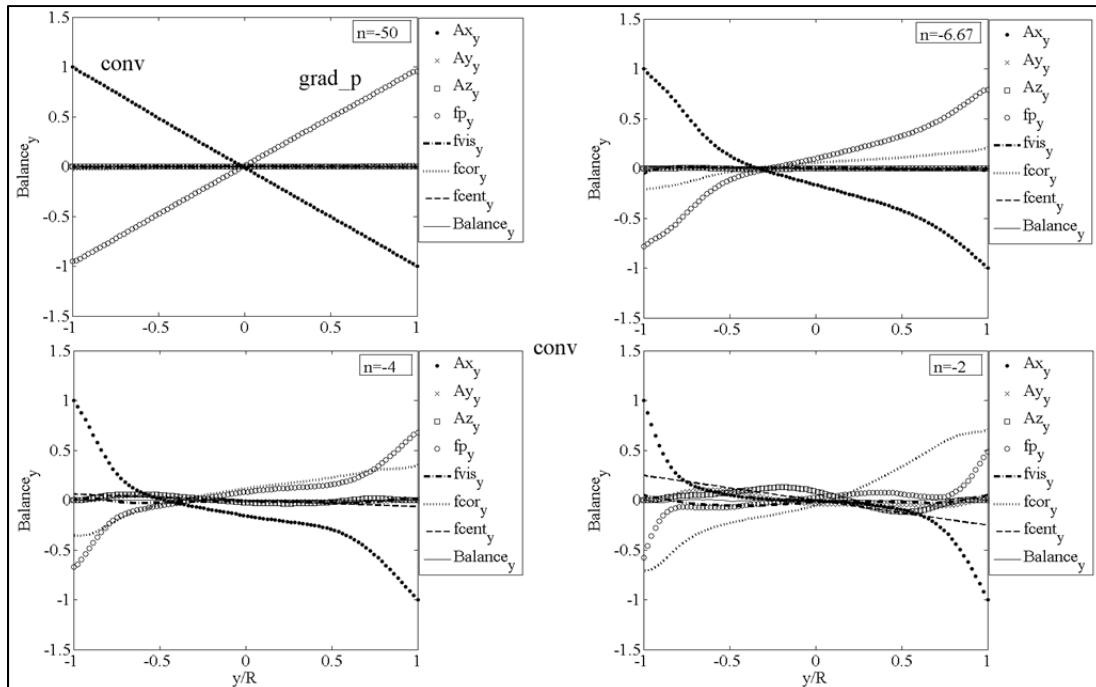 1.5
1
0.5
0
-0.5
-1
-1.5
Balance_y
-1
-0.5
0
0.5
1
n=-50
conv
grad_p
Ax_y
Ay_y
Az_y
fp_y
fvis_y
fcor_y
fcent_y
Balance_y
1.5
1
0.5
0
-0.5
-1
-1.5
Balance_y
-1
-0.5
0
0.5
1
n=-6.67
Ax_y
Ay_y
Az_y
fp_y
fvis_y
fcor_y
fcent_y
Balance_y
conv
1.5
1
0.5
0
-0.5
-1
-1.5
Balance_y
-1
-0.5
0
0.5
1
y/R
n=-4
Ax_y
Ay_y
Az_y
fp_y
fvis_y
fcor_y
fcent_y
Balance_y
1.5
1
0.5
0
-0.5
-1
-1.5
Balance_y
-1
-0.5
0
0.5
1
y/R
n=-2
Ax_y
Ay_y
Az_y
fp_y
fvis_y
fcor_y
fcent_y
Balance_y